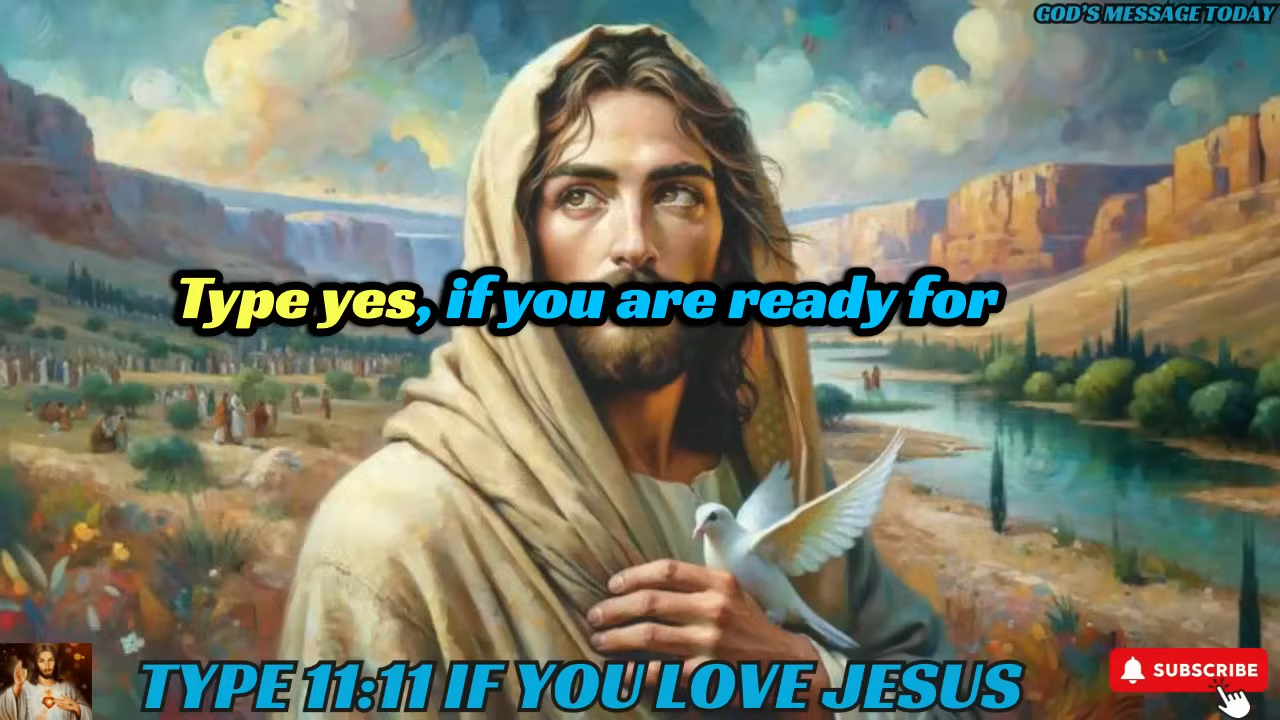 GOD'S MESSAGE TODAY
Type yes, if you are ready for
TYPE 11:11 IF YOU LOVE JESUS
SUBSCRIBE